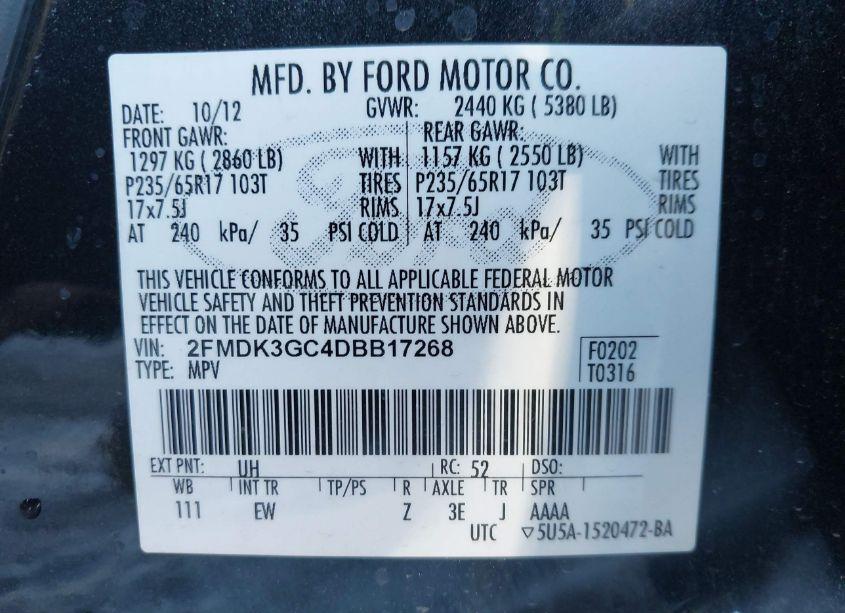 MFD. BY FORD MOTOR CO.
DATE: 10/12 GVWR: 2440 KG ( 5380 LB)
FRONT GAWR: REAR GAWR:
1297 KG ( 2860 LB) WITH 1157 KG ( 2550 LB) WITH
P235/65R17 103T TIRES P235/65R17 103T TIRES
17x7.5J RIMS 17x7.5J RIMS
AT 240 kPa/ 35 PSI COLD AT 240 kPa/ 35 PSI COLD
THIS VEHICLE CONFORMS TO ALL APPLICABLE FEDERAL MOTOR
VEHICLE SAFETY AND THEFT PREVENTION STANDARDS IN
EFFECT ON THE DATE OF MANUFACTURE SHOWN ABOVE.
VIN: 2FMDK3GC4DBB17268 F0202
TYPE: MPV T0316
EXT PNT: UH RC: 52 DSO:
WB INT TR TP/PS R AXLE TR SPR
111 EW Z 3E J AAAA
UTC ▽5U5A-1520472-BA